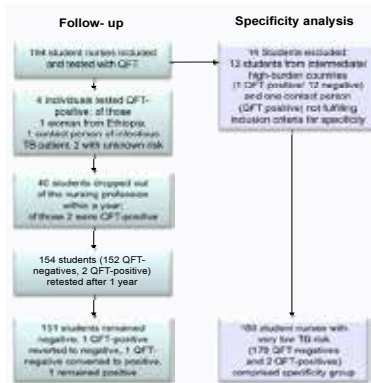 Follow- up
194 student nurses included
and tested with QFT
4 individuals tested QFT-
positive: of those
1 woman from Ethiopia,
1 contact person of infectious
TB patient, 2 with unknown risk
40 students dropped out
of the nursing profession
within a year;
of those 2 were QFT-positive
154 students (152 QFT-
negatives, 2 QFT-positive)
retested after 1 year
151 students remained
negative, 1 QFT-positive
reverted to negative, 1 QFT-
negative converted to positive,
1 remained positive
Specificity analysis
14 Students excluded:
13 students from intermediate/
high-burden countries
(1 QFT positive/ 12 negative)
and one contact person
(QFT positive) not fulfilling
inclusion criteria for specificity
180 student nurses with
very low TB risk
(178 QFT-negatives
and 2 QFT-positives)
comprised specificity group